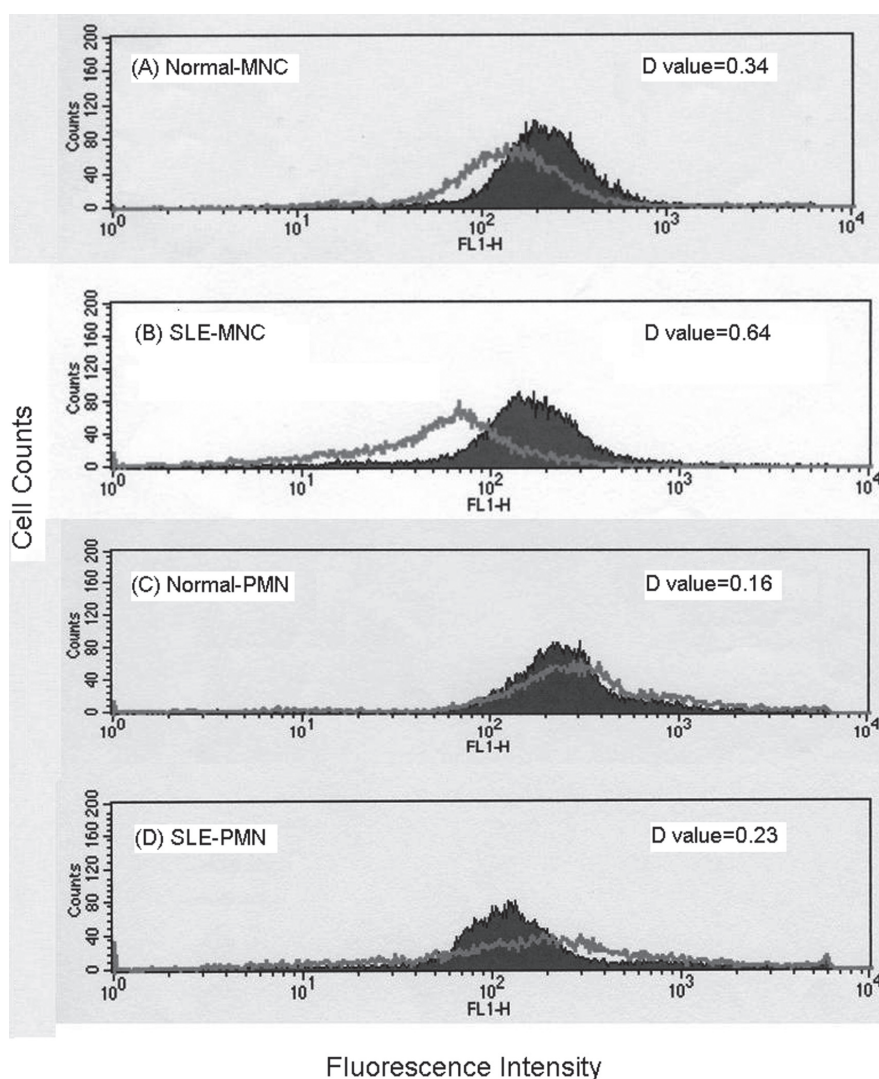 (A) Normal-MNC
D value=0.34
Counts
200
160
120
80
40
0
10^0 10^1 10^2 10^3 10^4
FL1-H
(B) SLE-MNC
D value=0.64
Counts
200
160
120
80
40
0
10^0 10^1 10^2 10^3 10^4
FL1-H
(C) Normal-PMN
D value=0.16
Counts
200
160
120
80
40
0
10^0 10^1 10^2 10^3 10^4
FL1-H
(D) SLE-PMN
D value=0.23
Counts
200
160
120
80
40
0
10^0 10^1 10^2 10^3 10^4
FL1-H
Cell Counts
Fluorescence Intensity